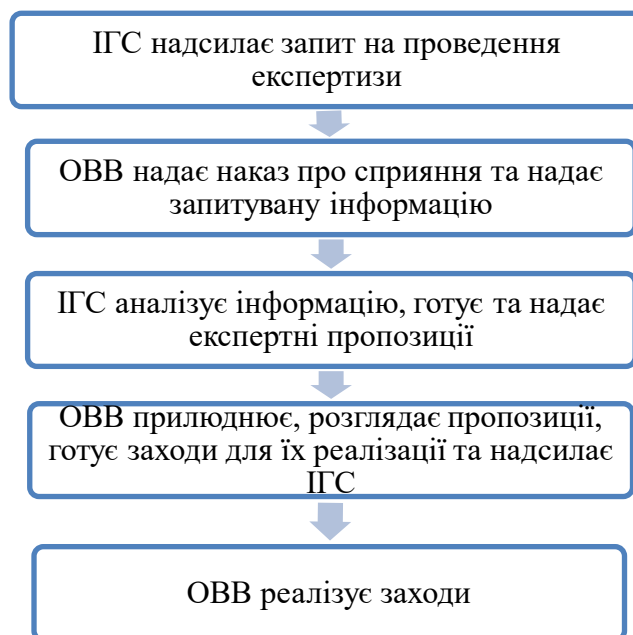 ІГС надсилає запит на проведення
експертизи
ОВВ надає наказ про сприяння та надає
запитувану інформацію
ІГС аналізує інформацію, готує та надає
експертні пропозиції
ОВВ прилюднює, розглядає пропозиції,
готує заходи для їх реалізації та надсилає
ІГС
ОВВ реалізує заходи